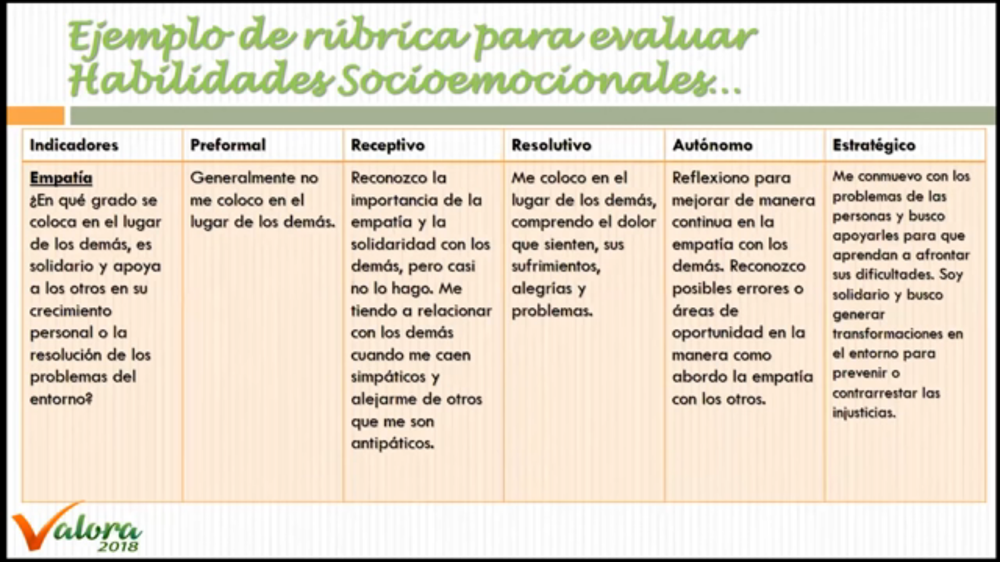 Ejemplo de rúbrica para evaluar
Habilidades Socioemocionales...
Indicadores
Preformal
Receptivo
Resolutivo
Autónomo
Estratégico
Empatía
¿En qué grado se
coloca en el lugar
de los demás, es
solidario y apoya
a los otros en su
crecimiento
personal o la
resolución de los
problemas del
entorno?
Generalmente no
me coloco en el
lugar de los demás.
Reconozco la
importancia de la
empatía y la
solidaridad con los
demás, pero casi
no lo hago. Me
tiendo a relacionar
con los demás
cuando me caen
simpáticos y
alejarme de otros
que me son
antipáticos.
Me coloco en el
lugar de los demás,
comprendo el dolor
que sienten, sus
sufrimientos,
alegrías y
problemas.
Reflexiono para
mejorar de manera
continua en la
empatía con los
demás. Reconozco
posibles errores o
áreas de
oportunidad en la
manera como
abordo la empatía
con los otros.
Me conmuevo con los
problemas de las
personas y busco
apoyarles para que
aprendan a afrontar
sus dificultades. Soy
solidario y busco
generar
transformaciones en
el entorno para
prevenir o
contrarrestar las
injusticias.
Valora
2018